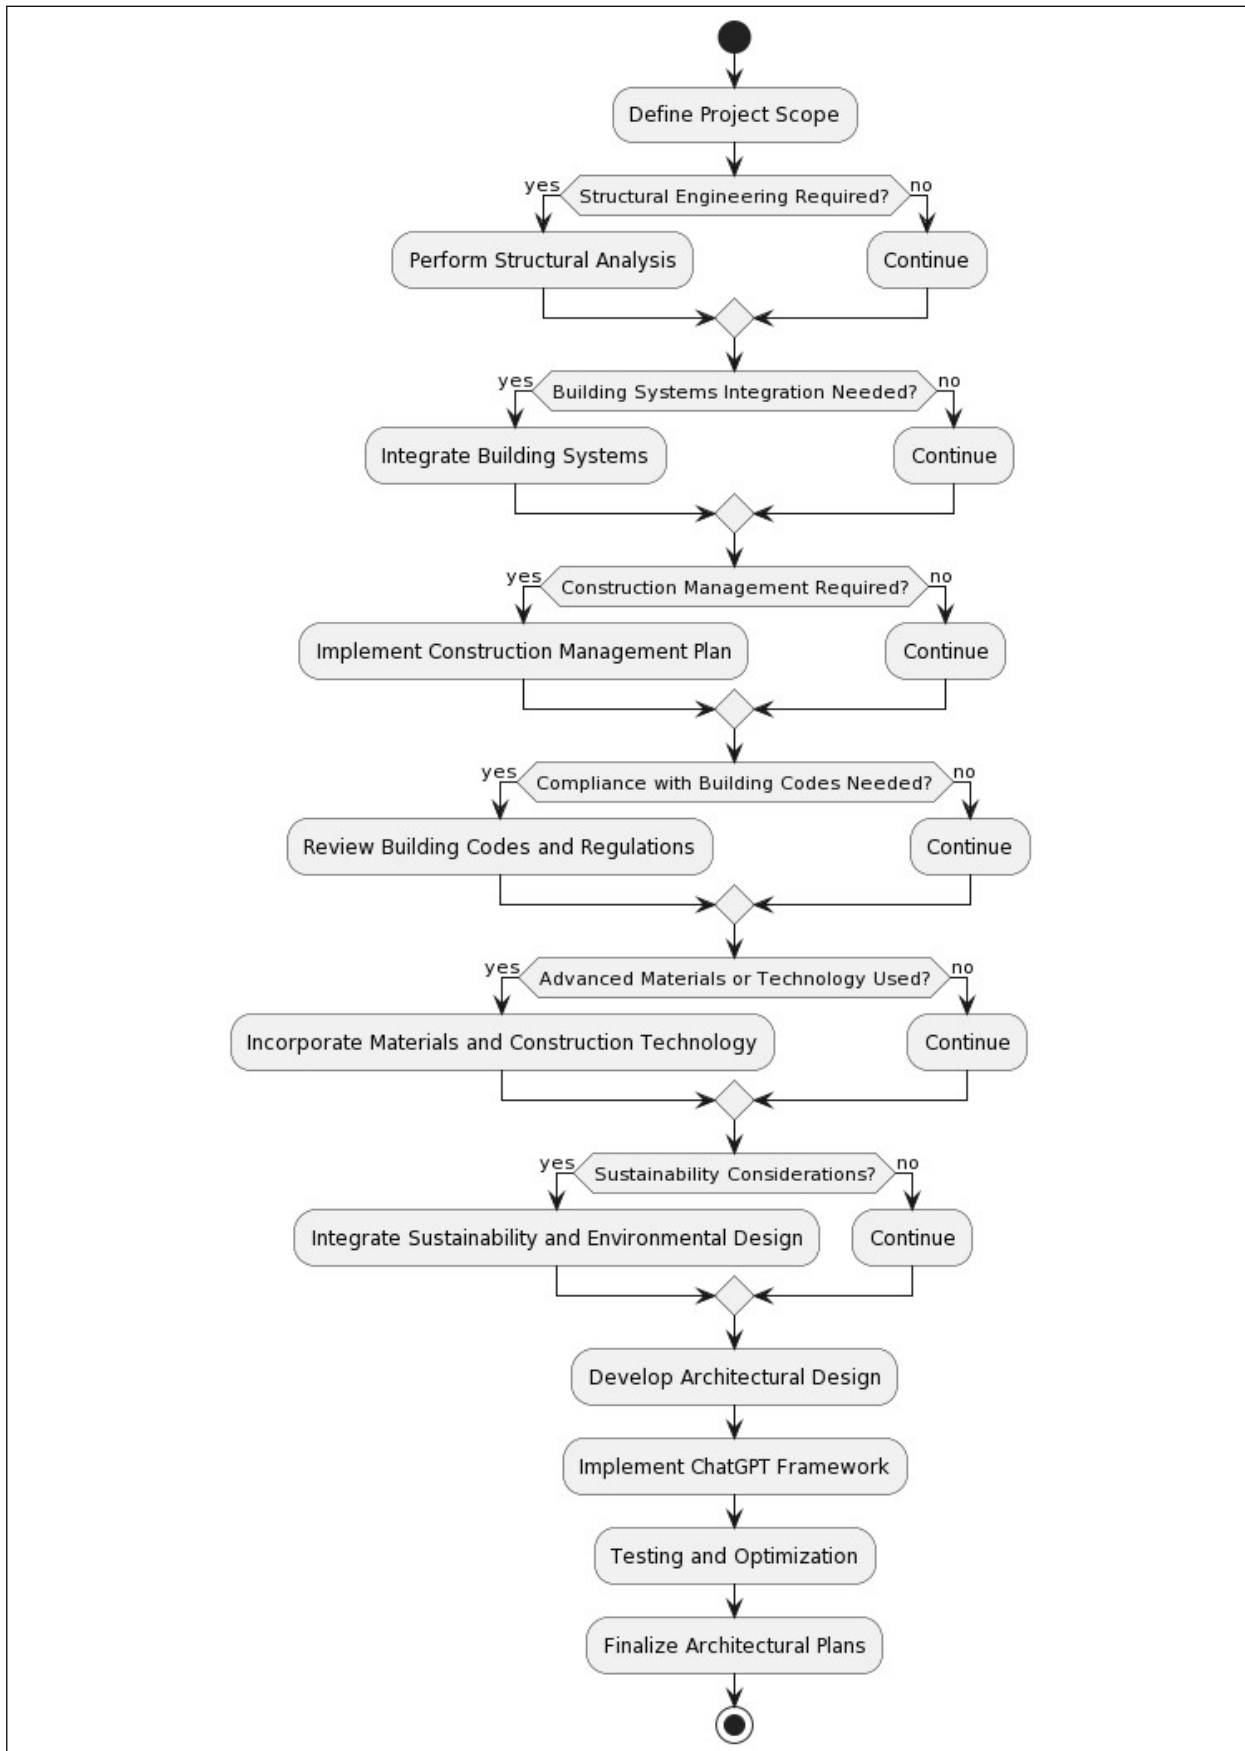 Define Project Scope
yes
Structural Engineering Required?
no
Perform Structural Analysis
Continue
yes
Building Systems Integration Needed?
no
Integrate Building Systems
Continue
yes
Construction Management Required?
no
Implement Construction Management Plan
Continue
yes
Compliance with Building Codes Needed?
no
Review Building Codes and Regulations
Continue
yes
Advanced Materials or Technology Used?
no
Incorporate Materials and Construction Technology
Continue
yes
Sustainability Considerations?
no
Integrate Sustainability and Environmental Design
Continue
Develop Architectural Design
Implement ChatGPT Framework
Testing and Optimization
Finalize Architectural Plans